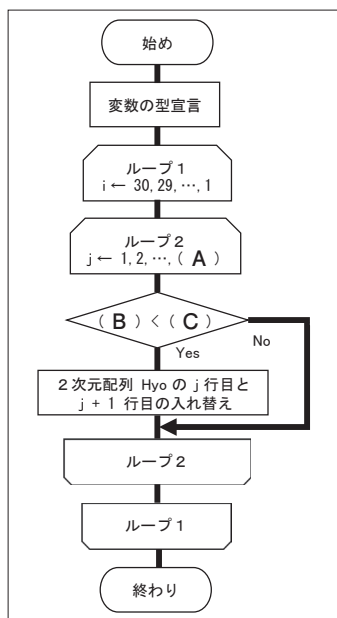 始め
変数の型宣言
ループ１
i ← 30, 29, …, 1
ループ２
j ← 1, 2, …, ( A )
( B ) < ( C )
No
Yes
２次元配列 Hyo の j 行目と
j + 1 行目の入れ替え
ループ２
ループ１
終わり